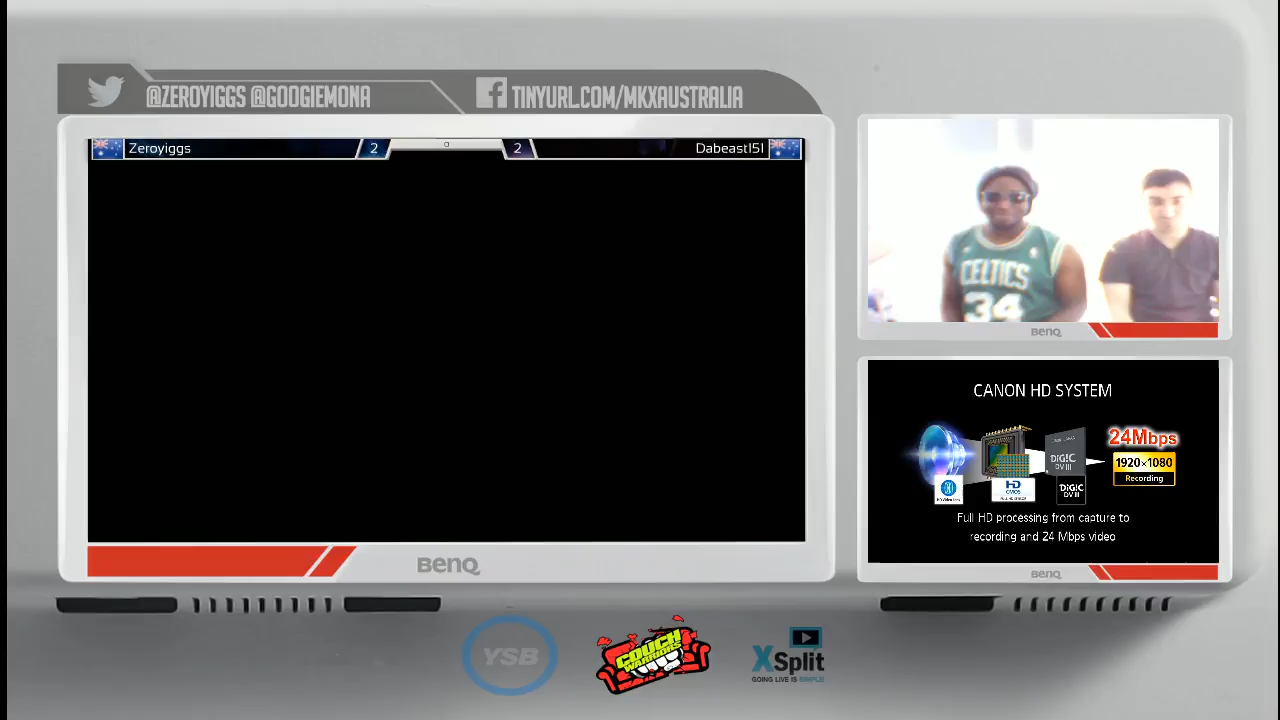 @ZEROYIGGS @GOOGIEMONA
TINYURL.COM/MKXAUSTRALIA
Zeroyiggs 2 0 2 Dabeast151
CELTICS
34
BenQ
CANON HD SYSTEM
24Mbps
DIGIC
DV III
1920×1080
Recording
HD
CMOS
DIGIC
DV III
Full HD processing from capture to
recording and 24 Mbps video
BenQ
BenQ
YSB
COUCH
WARRIORS
XSplit
GOING LIVE IS SIMPLE!